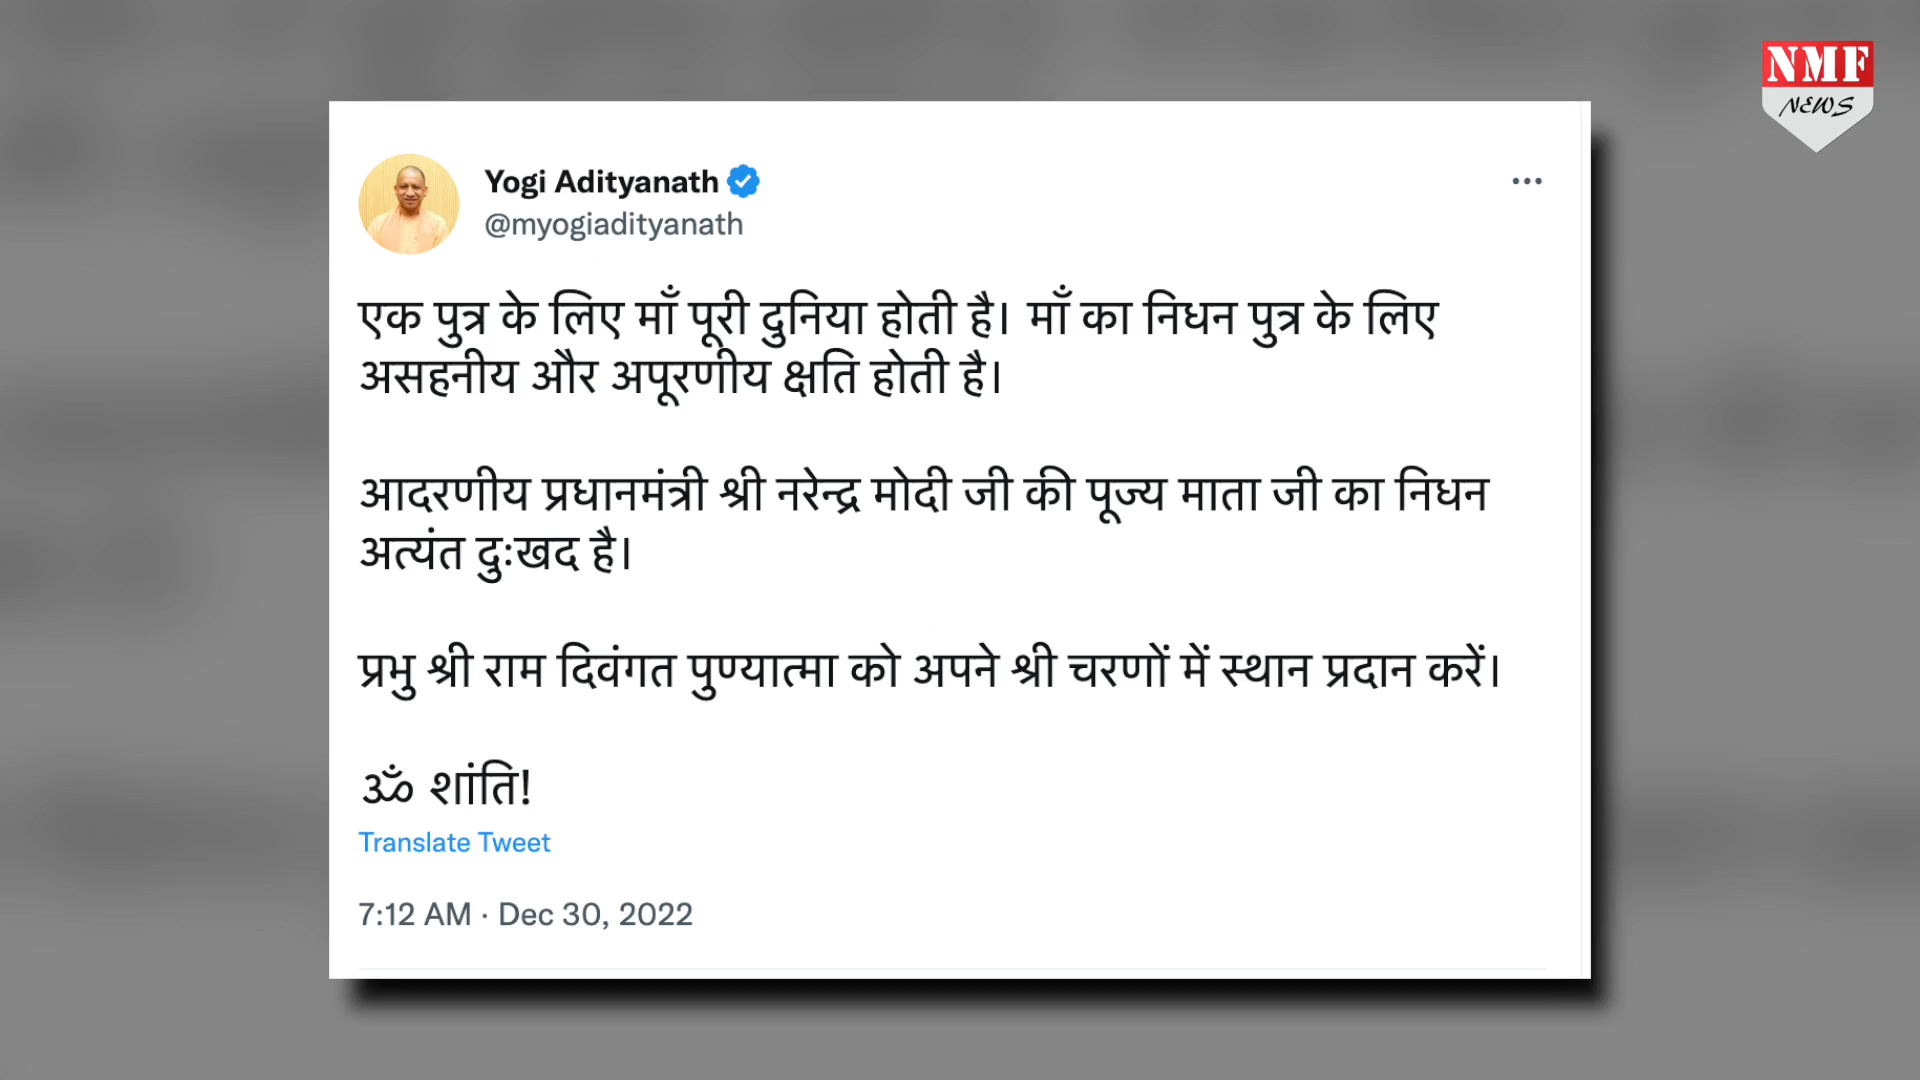 NMF
NEWS
Yogi Adityanath
@myogiadityanath
एक पुत्र के लिए माँ पूरी दुनिया होती है। माँ का निधन पुत्र के लिए
असहनीय और अपूरणीय क्षति होती है।
आदरणीय प्रधानमंत्री श्री नरेन्द्र मोदी जी की पूज्य माता जी का निधन
अत्यंत दुःखद है।
प्रभु श्री राम दिवंगत पुण्यात्मा को अपने श्री चरणों में स्थान प्रदान करें।
ॐ शांति!
Translate Tweet
7:12 AM · Dec 30, 2022